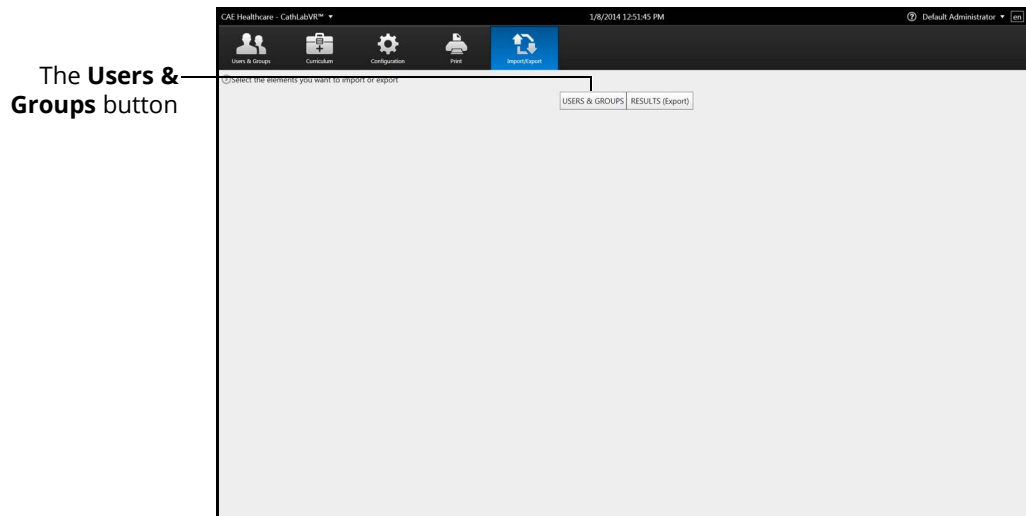 CAE Healthcare - CathLabVR™ 1/8/2014 12:51:45 PM ? Default Administrator en
Users & Groups Curriculum Configuration Print Import/Export
The Users &
Groups button
?Select the elements you want to import or export
USERS & GROUPS RESULTS (Export)